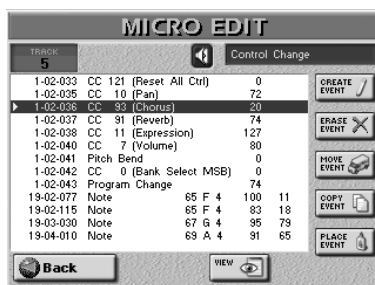 MICRO EDIT
TRACK
5
Control Change
1-02-033 CC 121 (Reset All Ctrl) 0
1-02-035 CC 10 (Pan) 72
1-02-036 CC 93 (Chorus) 20
1-02-037 CC 91 (Reverb) 74
1-02-038 CC 11 (Expression) 127
1-02-040 CC 7 (Volume) 80
1-02-041 Pitch Bend 0
1-02-042 CC 0 (Bank Select MSB) 0
1-02-043 Program Change 74
19-02-077 Note 65 F 4 100 11
19-02-115 Note 65 F 4 83 18
19-03-030 Note 67 G 4 95 79
19-04-010 Note 69 A 4 91 65
CREATE
EVENT
ERASE
EVENT
MOVE
EVENT
COPY
EVENT
PLACE
EVENT
Back
VIEW